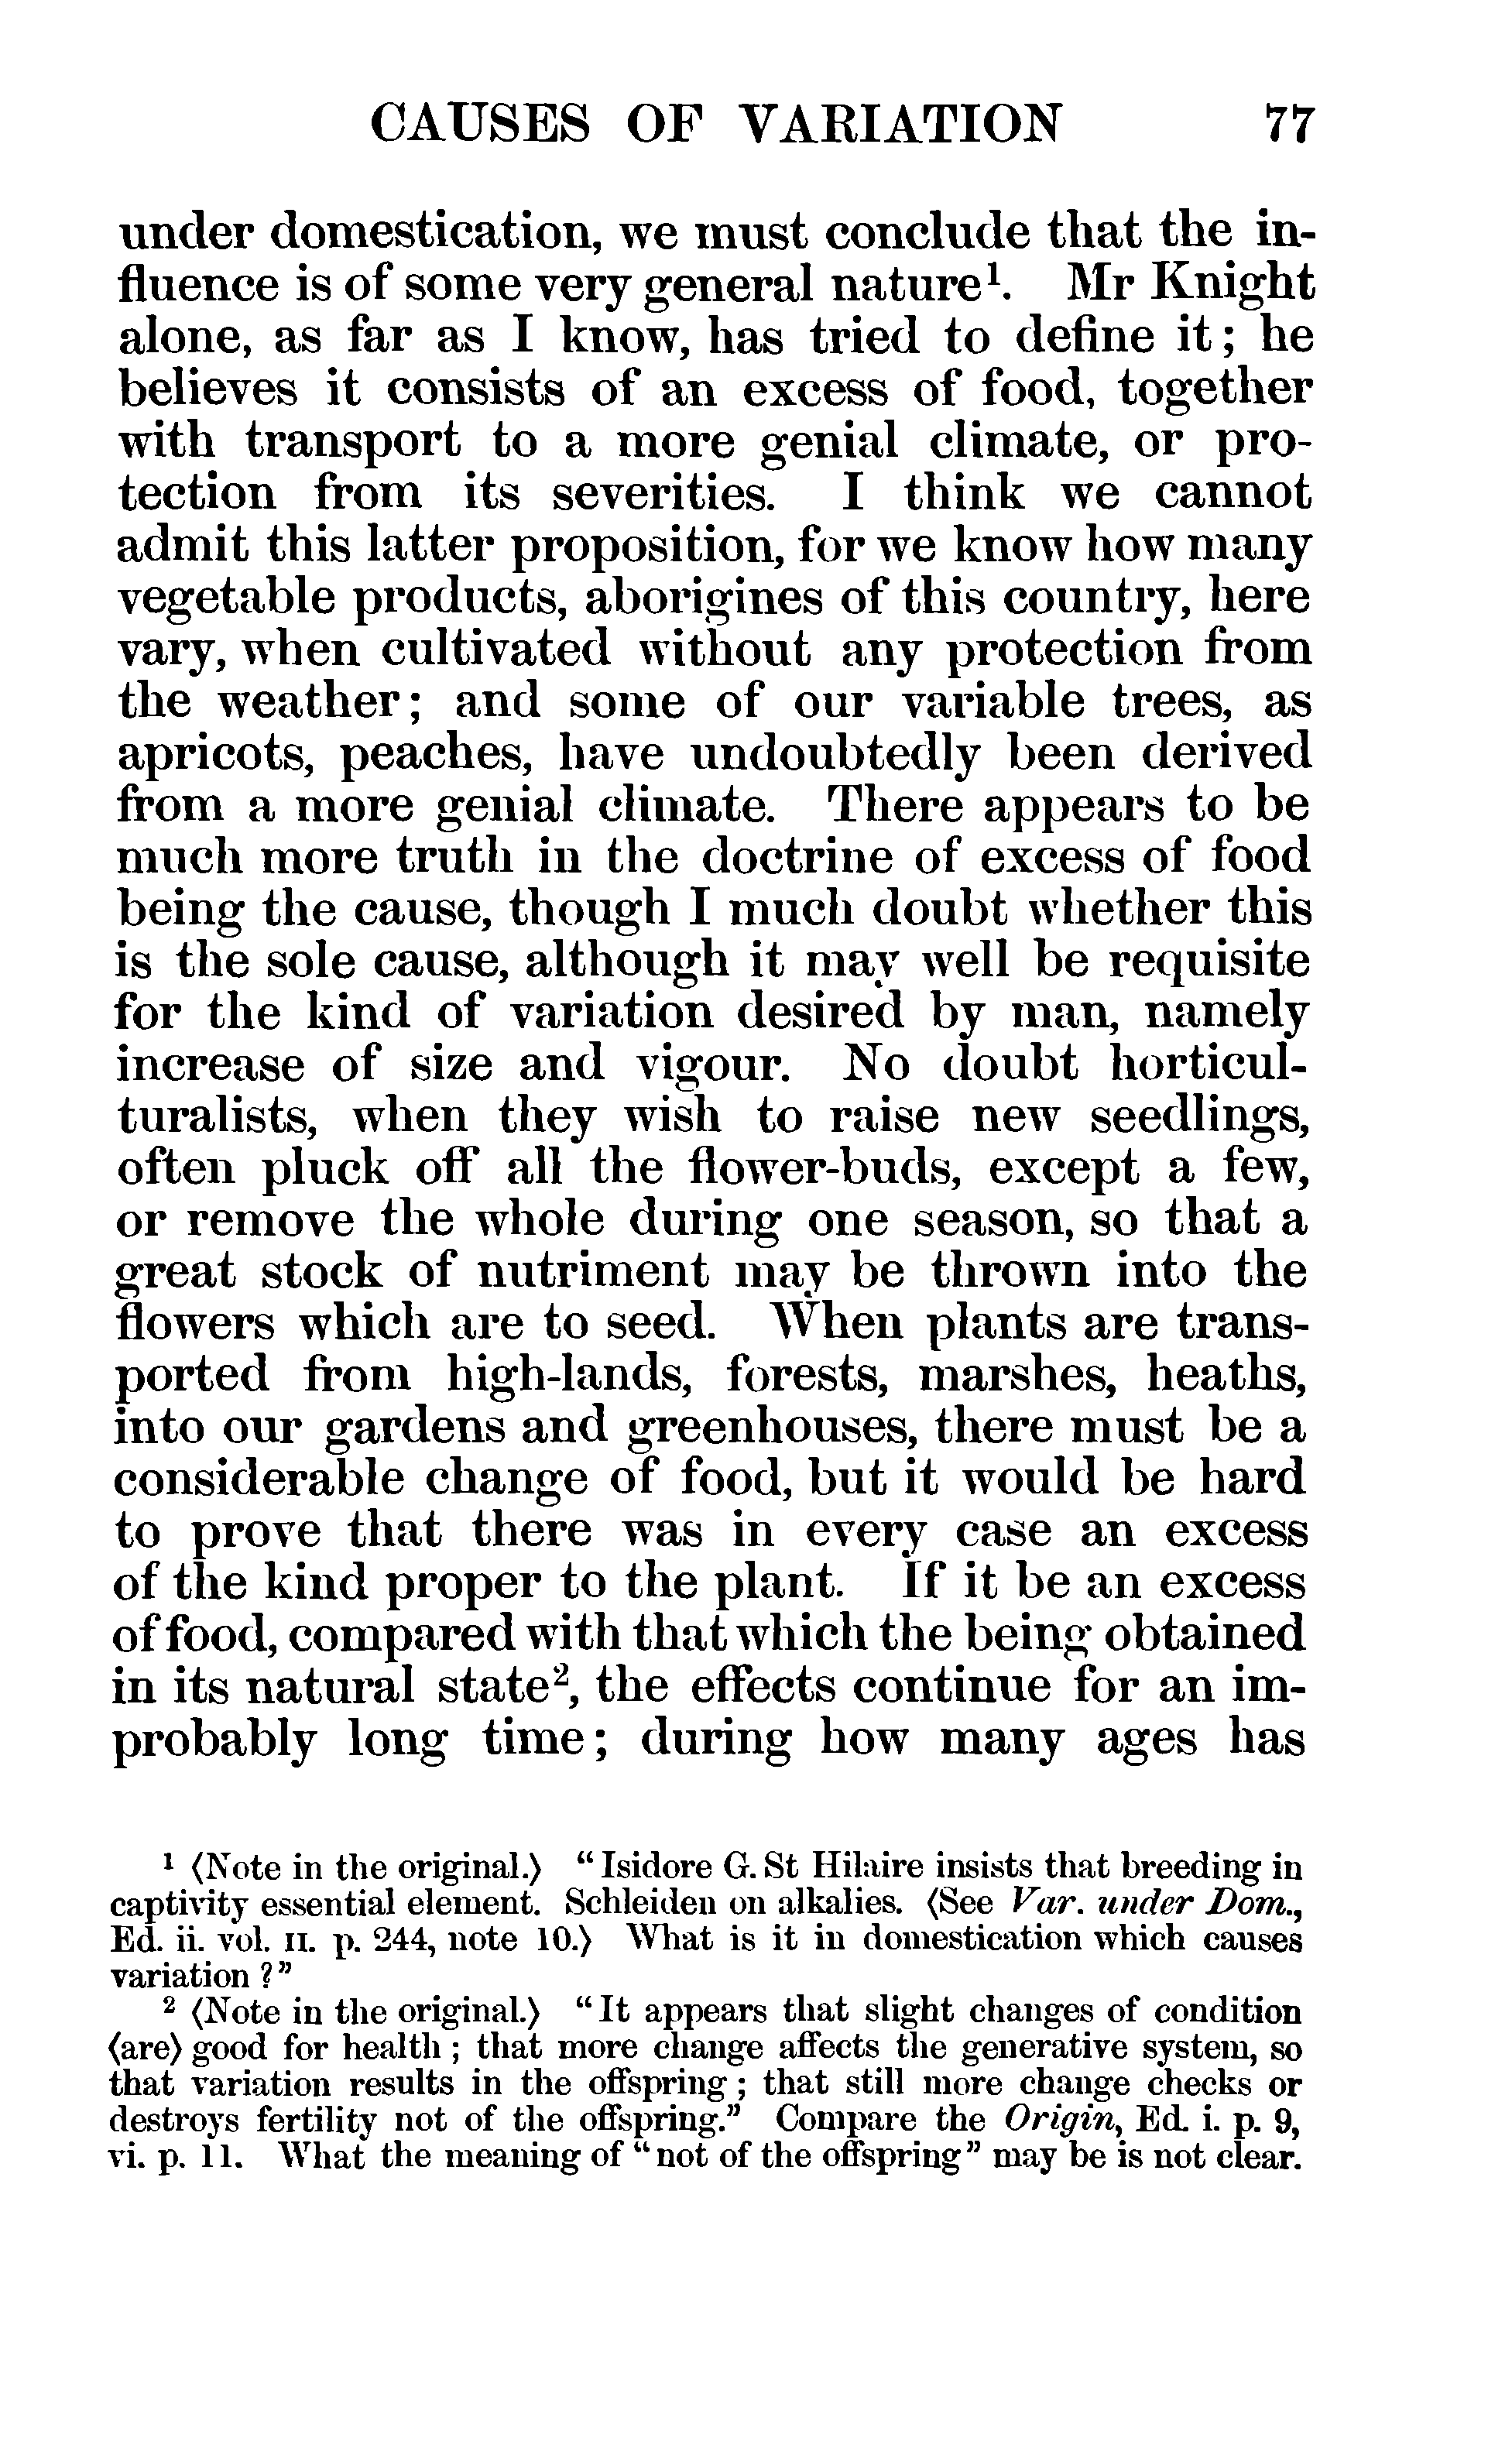 CAUSES OF VARIATION 77
under domestication, we must conclude that the in-
fluence is of some very general nature¹. Mr Knight
alone, as far as I know, has tried to define it; he
believes it consists of an excess of food, together
with transport to a more genial climate, or pro-
tection from its severities. I think we cannot
admit this latter proposition, for we know how many
vegetable products, aborigines of this country, here
vary, when cultivated without any protection from
the weather; and some of our variable trees, as
apricots, peaches, have undoubtedly been derived
from a more genial climate. There appears to be
much more truth in the doctrine of excess of food
being the cause, though I much doubt whether this
is the sole cause, although it may well be requisite
for the kind of variation desired by man, namely
increase of size and vigour. No doubt horticul-
turalists, when they wish to raise new seedlings,
often pluck off all the flower-buds, except a few,
or remove the whole during one season, so that a
great stock of nutriment may be thrown into the
flowers which are to seed. When plants are trans-
ported from high-lands, forests, marshes, heaths,
into our gardens and greenhouses, there must be a
considerable change of food, but it would be hard
to prove that there was in every case an excess
of the kind proper to the plant. If it be an excess
of food, compared with that which the being obtained
in its natural state², the effects continue for an im-
probably long time; during how many ages has
¹ ⟨Note in the original.⟩ "Isidore G. St Hilaire insists that breeding in
captivity essential element. Schleiden on alkalies. ⟨See Var. under Dom.,
Ed. ii. vol. II. p. 244, note 10.⟩ What is it in domestication which causes
variation?"
² ⟨Note in the original.⟩ "It appears that slight changes of condition
⟨are⟩ good for health; that more change affects the generative system, so
that variation results in the offspring; that still more change checks or
destroys fertility not of the offspring." Compare the Origin, Ed. i. p. 9,
vi. p. 11. What the meaning of "not of the offspring" may be is not clear.